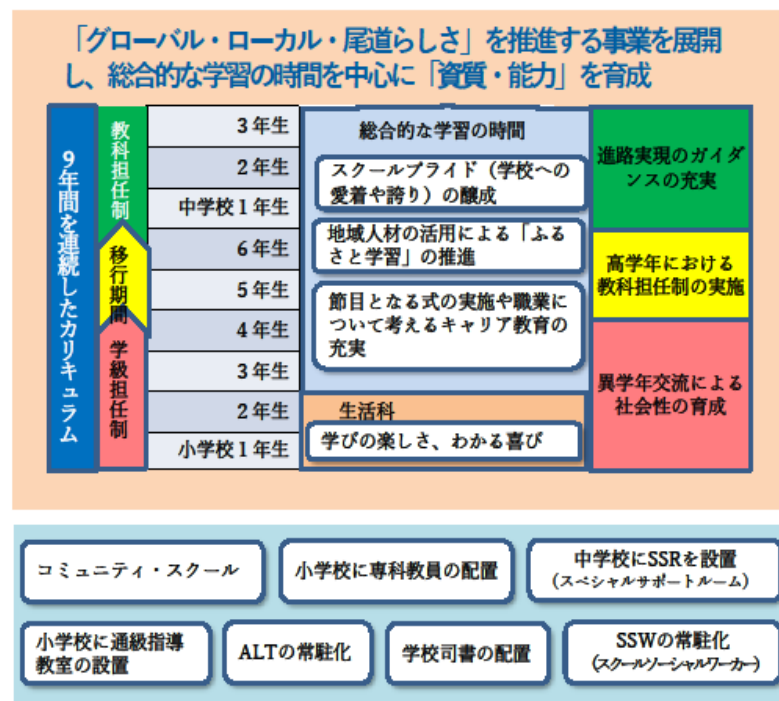 「グローバル・ローカル・尾道らしさ」を推進する事業を展開
し、総合的な学習の時間を中心に「資質・能力」を育成
9年間を連続したカリキュラム
教科担任制
移行期間
学級担任制
3年生
2年生
中学校1年生
6年生
5年生
4年生
3年生
2年生
小学校1年生
総合的な学習の時間
スクールプライド（学校への
愛着や誇り）の醸成
地域人材の活用による「ふる
さと学習」の推進
節目となる式の実施や職業に
ついて考えるキャリア教育の
充実
生活科
学びの楽しさ、わかる喜び
進路実現のガイダ
ンスの充実
高学年における
教科担任制の実施
異学年交流による
社会性の育成
コミュニティ・スクール
小学校に専科教員の配置
中学校にSSRを設置
（スペシャルサポートルーム）
小学校に通級指導
教室の設置
ALTの常駐化
学校司書の配置
SSWの常駐化
（スクールソーシャルワーカー）